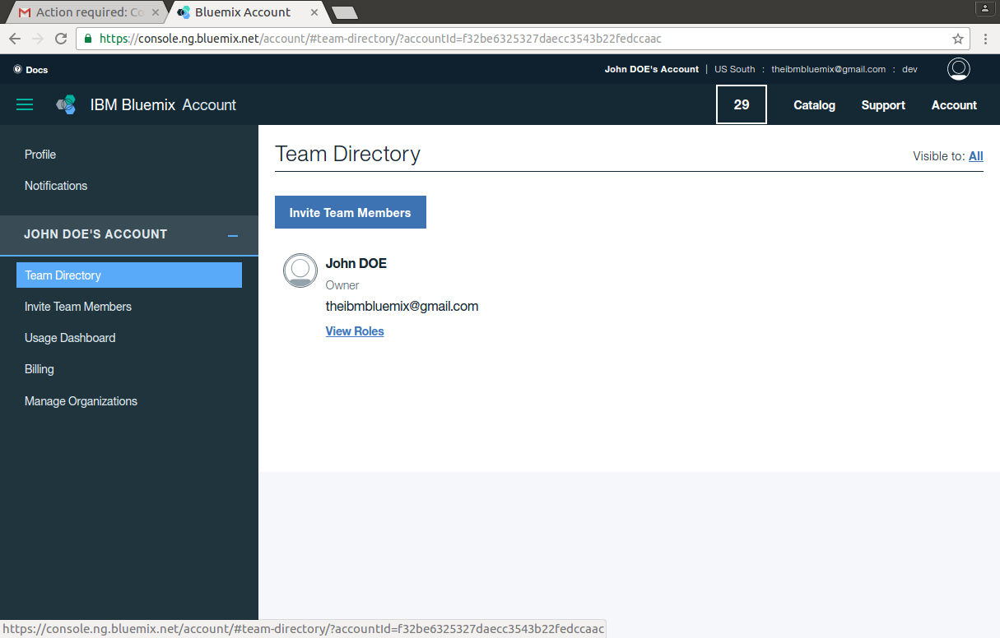 Action required: Co
Bluemix Account
https://console.ng.bluemix.net/account/#team-directory/?accountId=f32be6325327daecc3543b22fedccaac
Docs
John DOE's Account | US South : theibmbluemix@gmail.com : dev
IBM Bluemix Account
29
Catalog
Support
Account
Profile
Notifications
JOHN DOE'S ACCOUNT
Team Directory
Invite Team Members
Usage Dashboard
Billing
Manage Organizations
Team Directory
Visible to: All
Invite Team Members
John DOE
Owner
theibmbluemix@gmail.com
View Roles
https://console.ng.bluemix.net/account/#team-directory/?accountId=f32be6325327daecc3543b22fedccaac